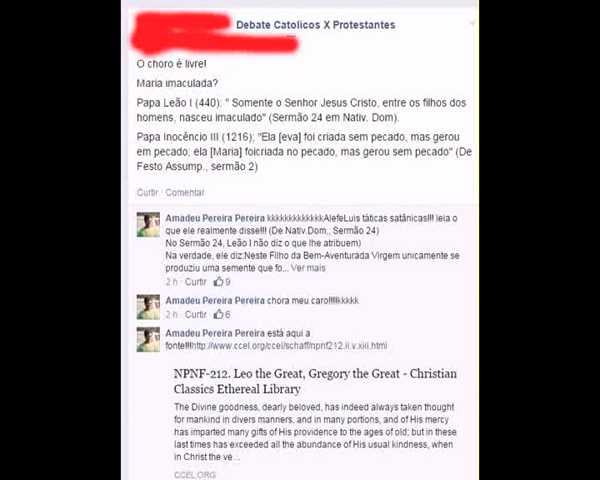 Debate Catolicos X Protestantes
O choro é livre!
Maria imaculada?
Papa Leão I (440): " Somente o Senhor Jesus Cristo, entre os filhos dos
homens, nasceu imaculado" (Sermão 24 em Nativ. Dom).
Papa Inocêncio III (1216); "Ela [eva] foi criada sem pecado, mas gerou
em pecado; ela [Maria] foicriada no pecado, mas gerou sem pecado" (De
Festo Assump., sermão 2)
Curtir · Comentar
Amadeu Pereira Pereira kkkkkkkkkkkkAlefeLuis táticas satânicas!!! leia o
que ele realmente disse!!! (De Nativ.Dom., Sermão 24)
No Sermão 24, Leão I não diz o que lhe atribuem)
Na verdade, ele diz:Neste Filho da Bem-Aventurada Virgem unicamente se
produziu uma semente que fo... Ver mais
2 h · Curtir 9
Amadeu Pereira Pereira chora meu caro!!!!kkkkk
2 h · Curtir 6
Amadeu Pereira Pereira está aqui a
fonte!!!http://www.ccel.org/ccel/schaff/npnf212.ii.v.xiii.html
NPNF-212. Leo the Great, Gregory the Great - Christian
Classics Ethereal Library
The Divine goodness, dearly beloved, has indeed always taken thought
for mankind in divers manners, and in many portions, and of His mercy
has imparted many gifts of His providence to the ages of old; but in these
last times has exceeded all the abundance of His usual kindness, when
in Christ the ve...
CCEL.ORG